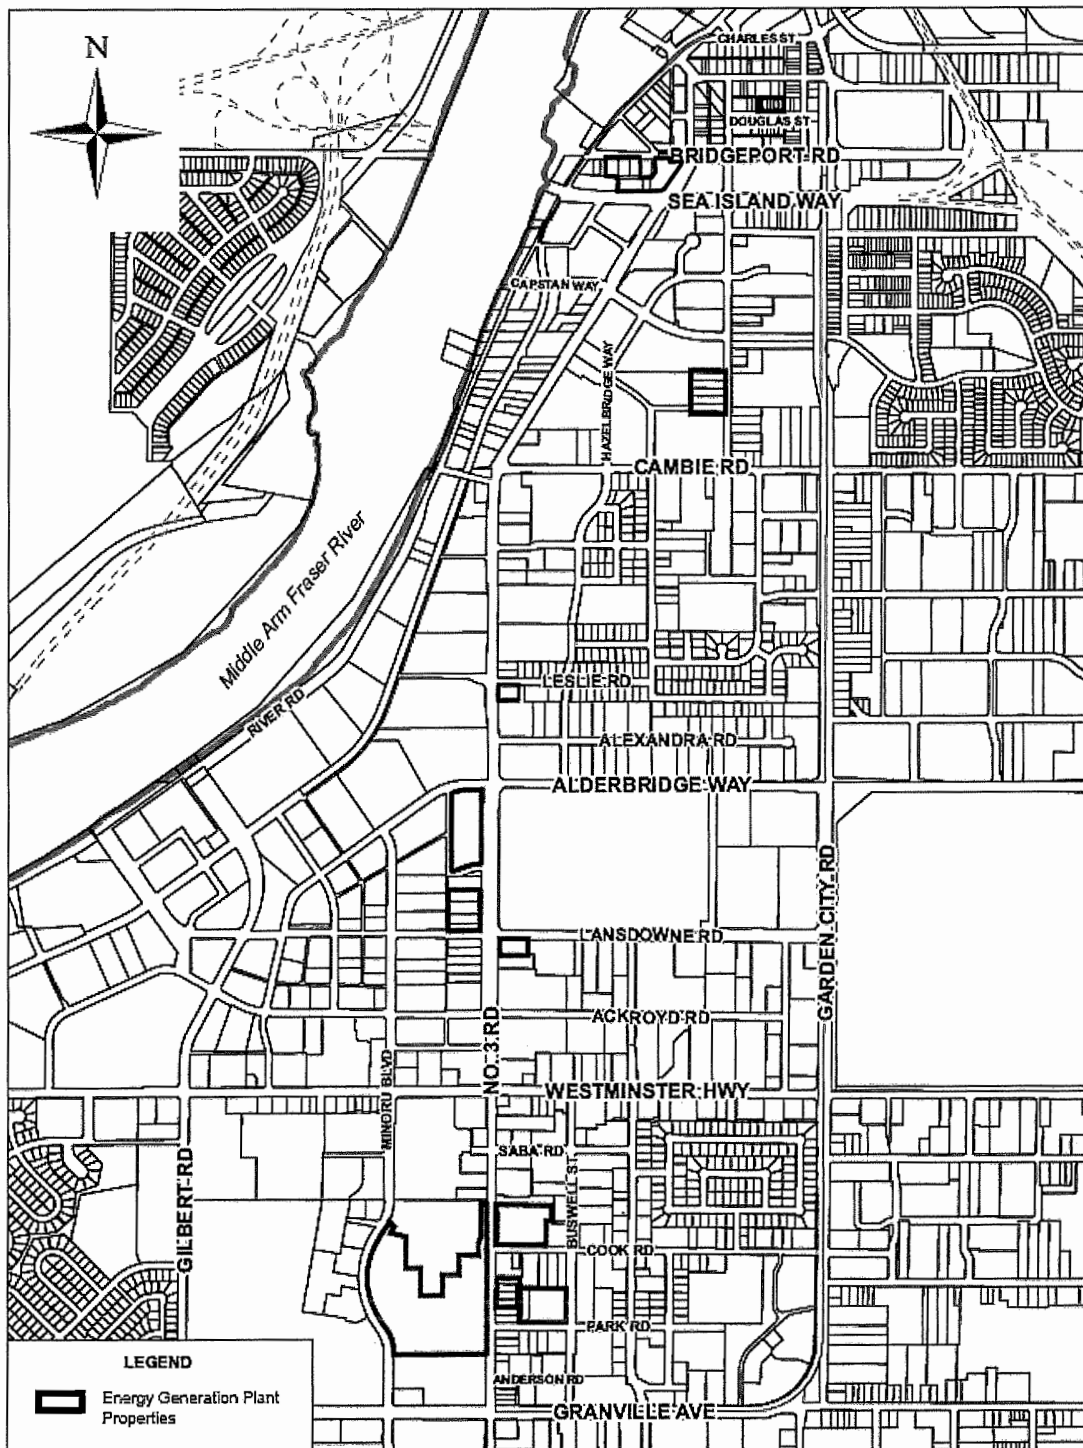 N
CHARLES ST
DOUGLAS ST
BRIDGEPORT RD
SEA ISLAND WAY
CAPSTAN WAY
HAZELBRIDGE WAY
CAMBIE RD
Middle Arm Fraser River
LESLIE RD
RIVER RD
ALEXANDRA RD
ALDERBRIDGE WAY
GARDEN CITY RD
LANSDOWNE RD
NO. 3 RD
ACKROYD RD
MINORU BLVD
WESTMINSTER HWY
SABA RD
GILBERT RD
BUSWELL ST
COOK RD
PARK RD
LEGEND
ANDERSON RD
Energy Generation Plant
Properties
GRANVILLE AVE